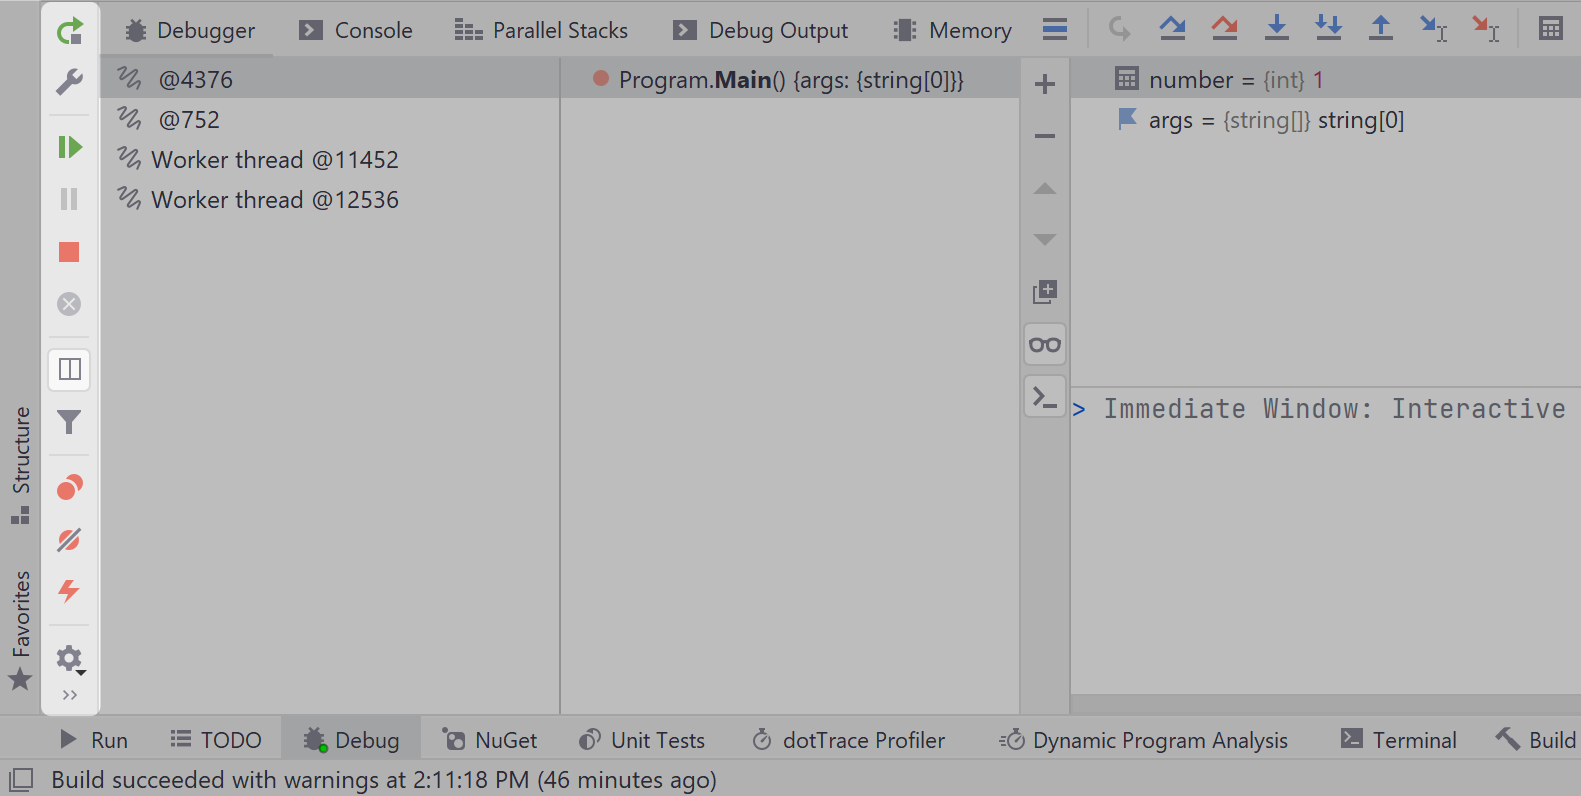 Debugger Console Parallel Stacks Debug Output Memory
@4376
@752
Worker thread @11452
Worker thread @12536
Program.Main() {args: {string[0]}}
number = {int} 1
args = {string[]} string[0]
> Immediate Window: Interactive
Structure
Favorites
Run TODO Debug NuGet Unit Tests dotTrace Profiler Dynamic Program Analysis Terminal Build
Build succeeded with warnings at 2:11:18 PM (46 minutes ago)